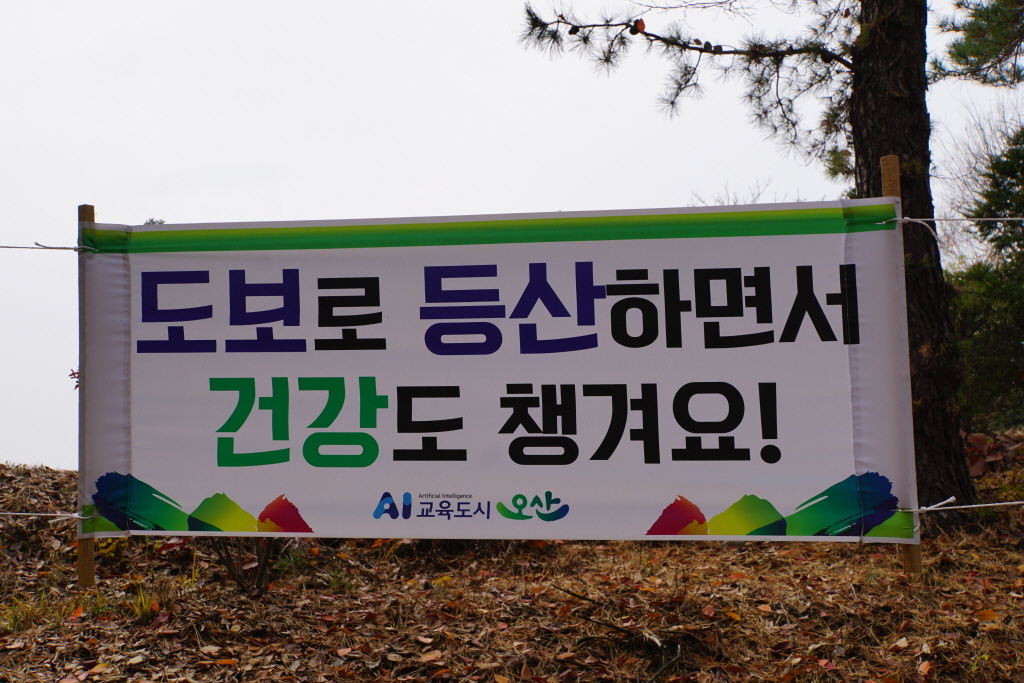 도보로 등산하면서
건강도 챙겨요!
Artificial Intelligence
AI 교육도시 오산